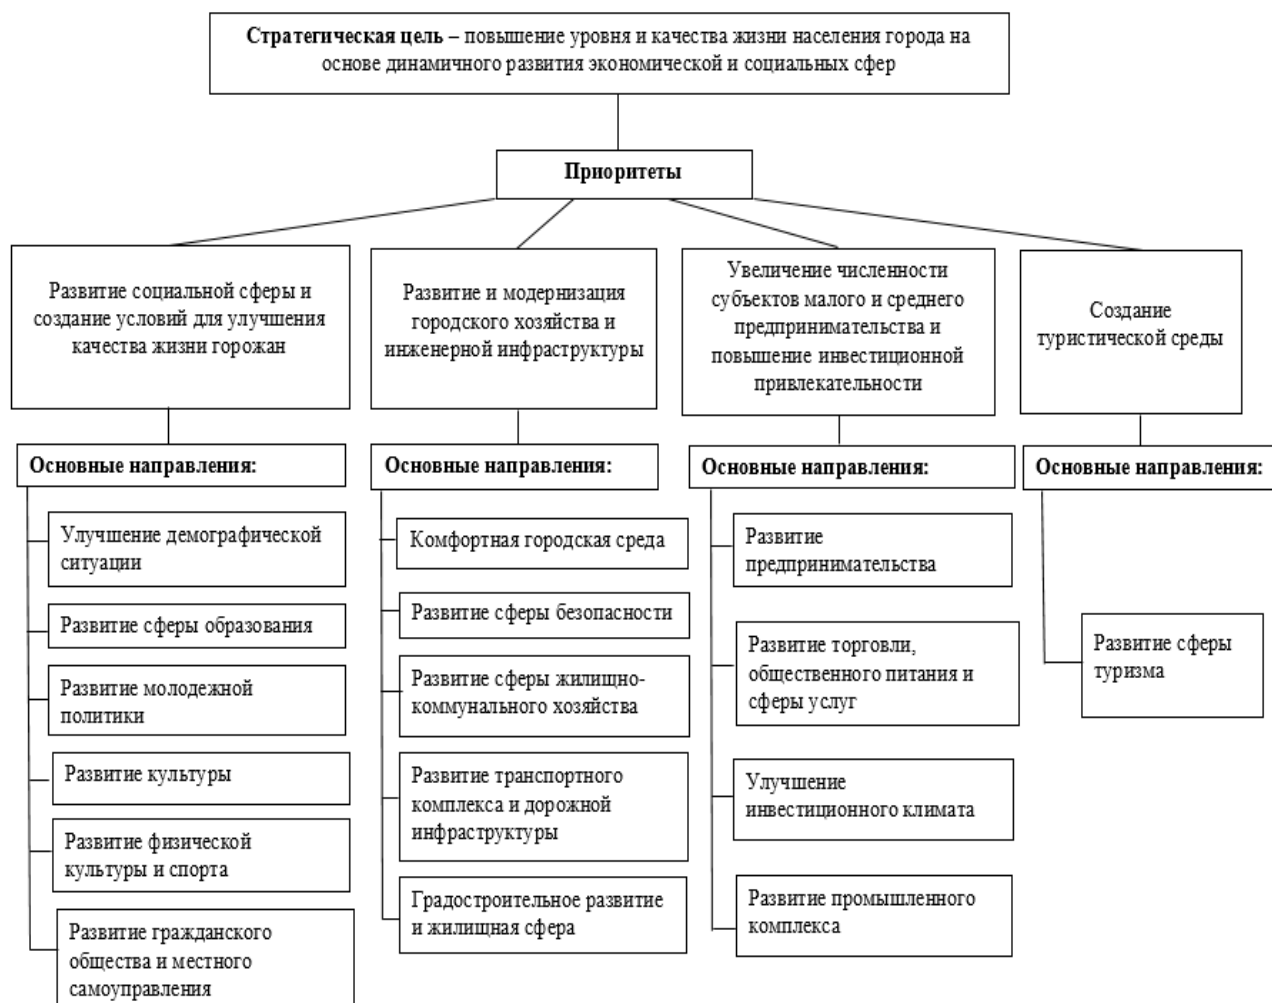 Стратегическая цель – повышение уровня и качества жизни населения города на
основе динамичного развития экономической и социальных сфер
Приоритеты
Развитие социальной сферы и
создание условий для улучшения
качества жизни горожан
Развитие и модернизация
городского хозяйства и
инженерной инфраструктуры
Увеличение численности
субъектов малого и среднего
предпринимательства и
повышение инвестиционной
привлекательности
Создание
туристической среды
Основные направления:
Улучшение демографической
ситуации
Развитие сферы образования
Развитие молодежной
политики
Развитие культуры
Развитие физической
культуры и спорта
Развитие гражданского
общества и местного
самоуправления
Основные направления:
Комфортная городская среда
Развитие сферы безопасности
Развитие сферы жилищно-
коммунального хозяйства
Развитие транспортного
комплекса и дорожной
инфраструктуры
Градостроительное развитие
и жилищная сфера
Основные направления:
Развитие
предпринимательства
Развитие торговли,
общественного питания и
сферы услуг
Улучшение
инвестиционного климата
Развитие промышленного
комплекса
Основные направления:
Развитие сферы
туризма